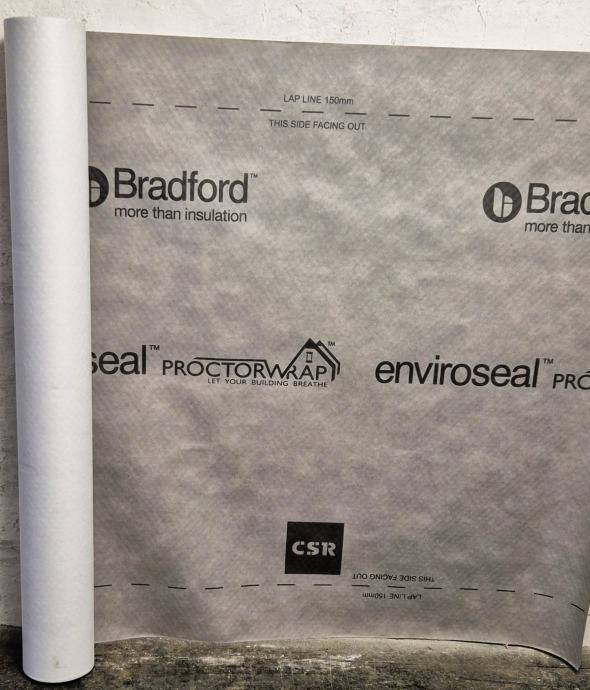 LAP LINE 150mm
THIS SIDE FACING OUT
Bradford™
more than insulation
Brad
more than
seal™ PROCTORWRAP™
LET YOUR BUILDING BREATHE
enviroseal™ PRO
CSR
THIS SIDE FACING OUT
LAP LINE 150mm